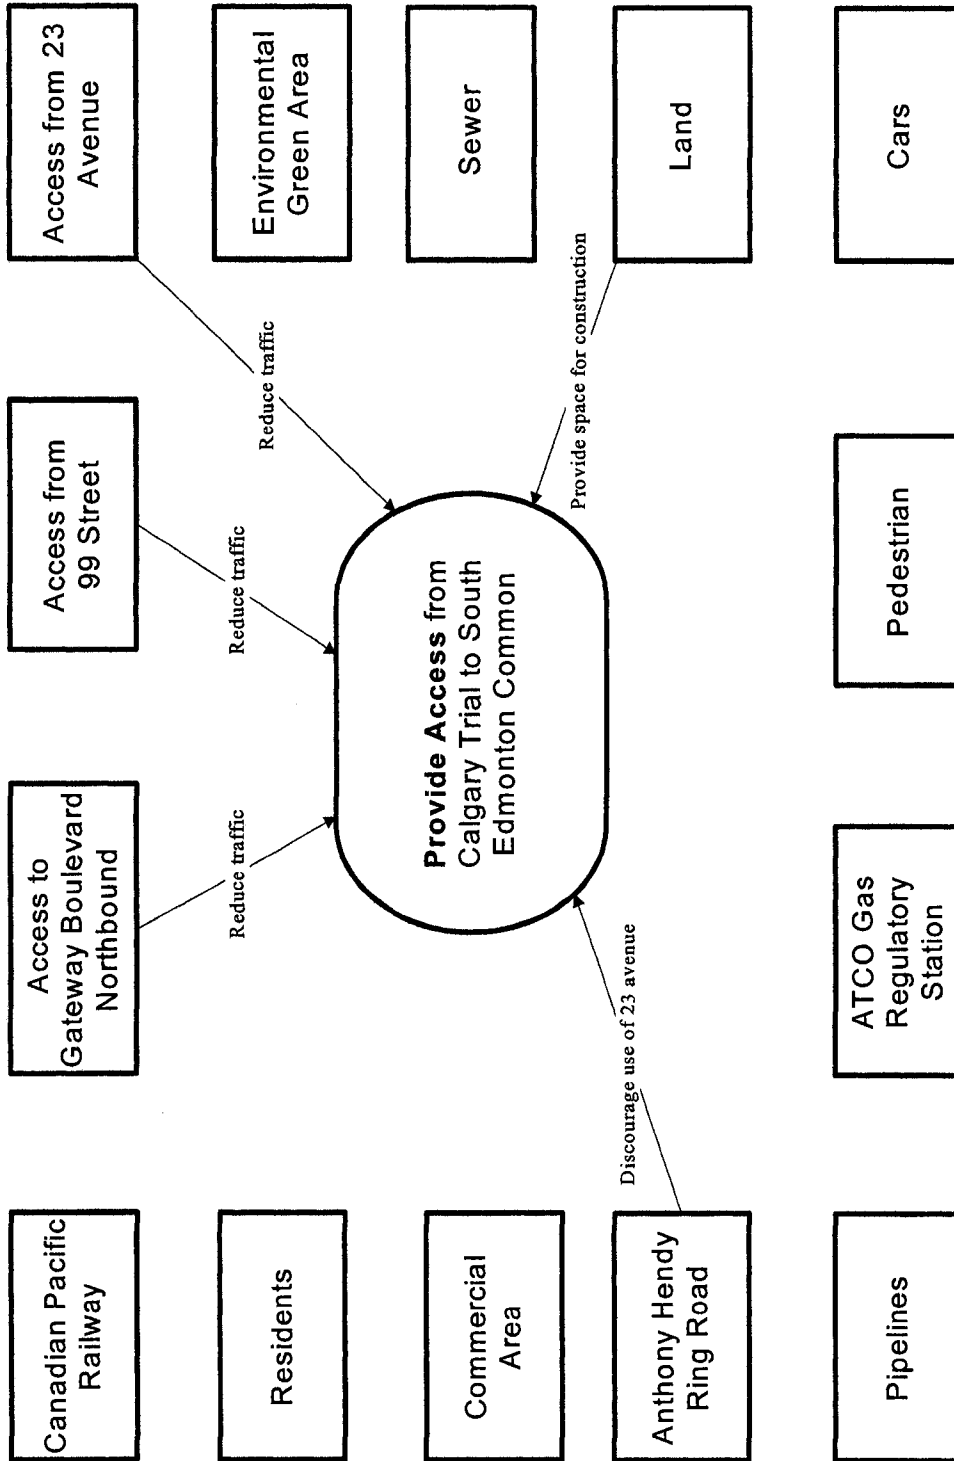 Canadian Pacific
Railway
Access to
Gateway Boulevard
Northbound
Access from
99 Street
Access from 23
Avenue
Reduce traffic
Reduce traffic
Reduce traffic
Residents
Environmental
Green Area
Commercial
Area
Provide Access from
Calgary Trial to South
Edmonton Common
Sewer
Anthony Hendy
Ring Road
Discourage use of 23 avenue
Provide space for construction
Land
Pipelines
ATCO Gas
Regulatory
Station
Pedestrian
Cars